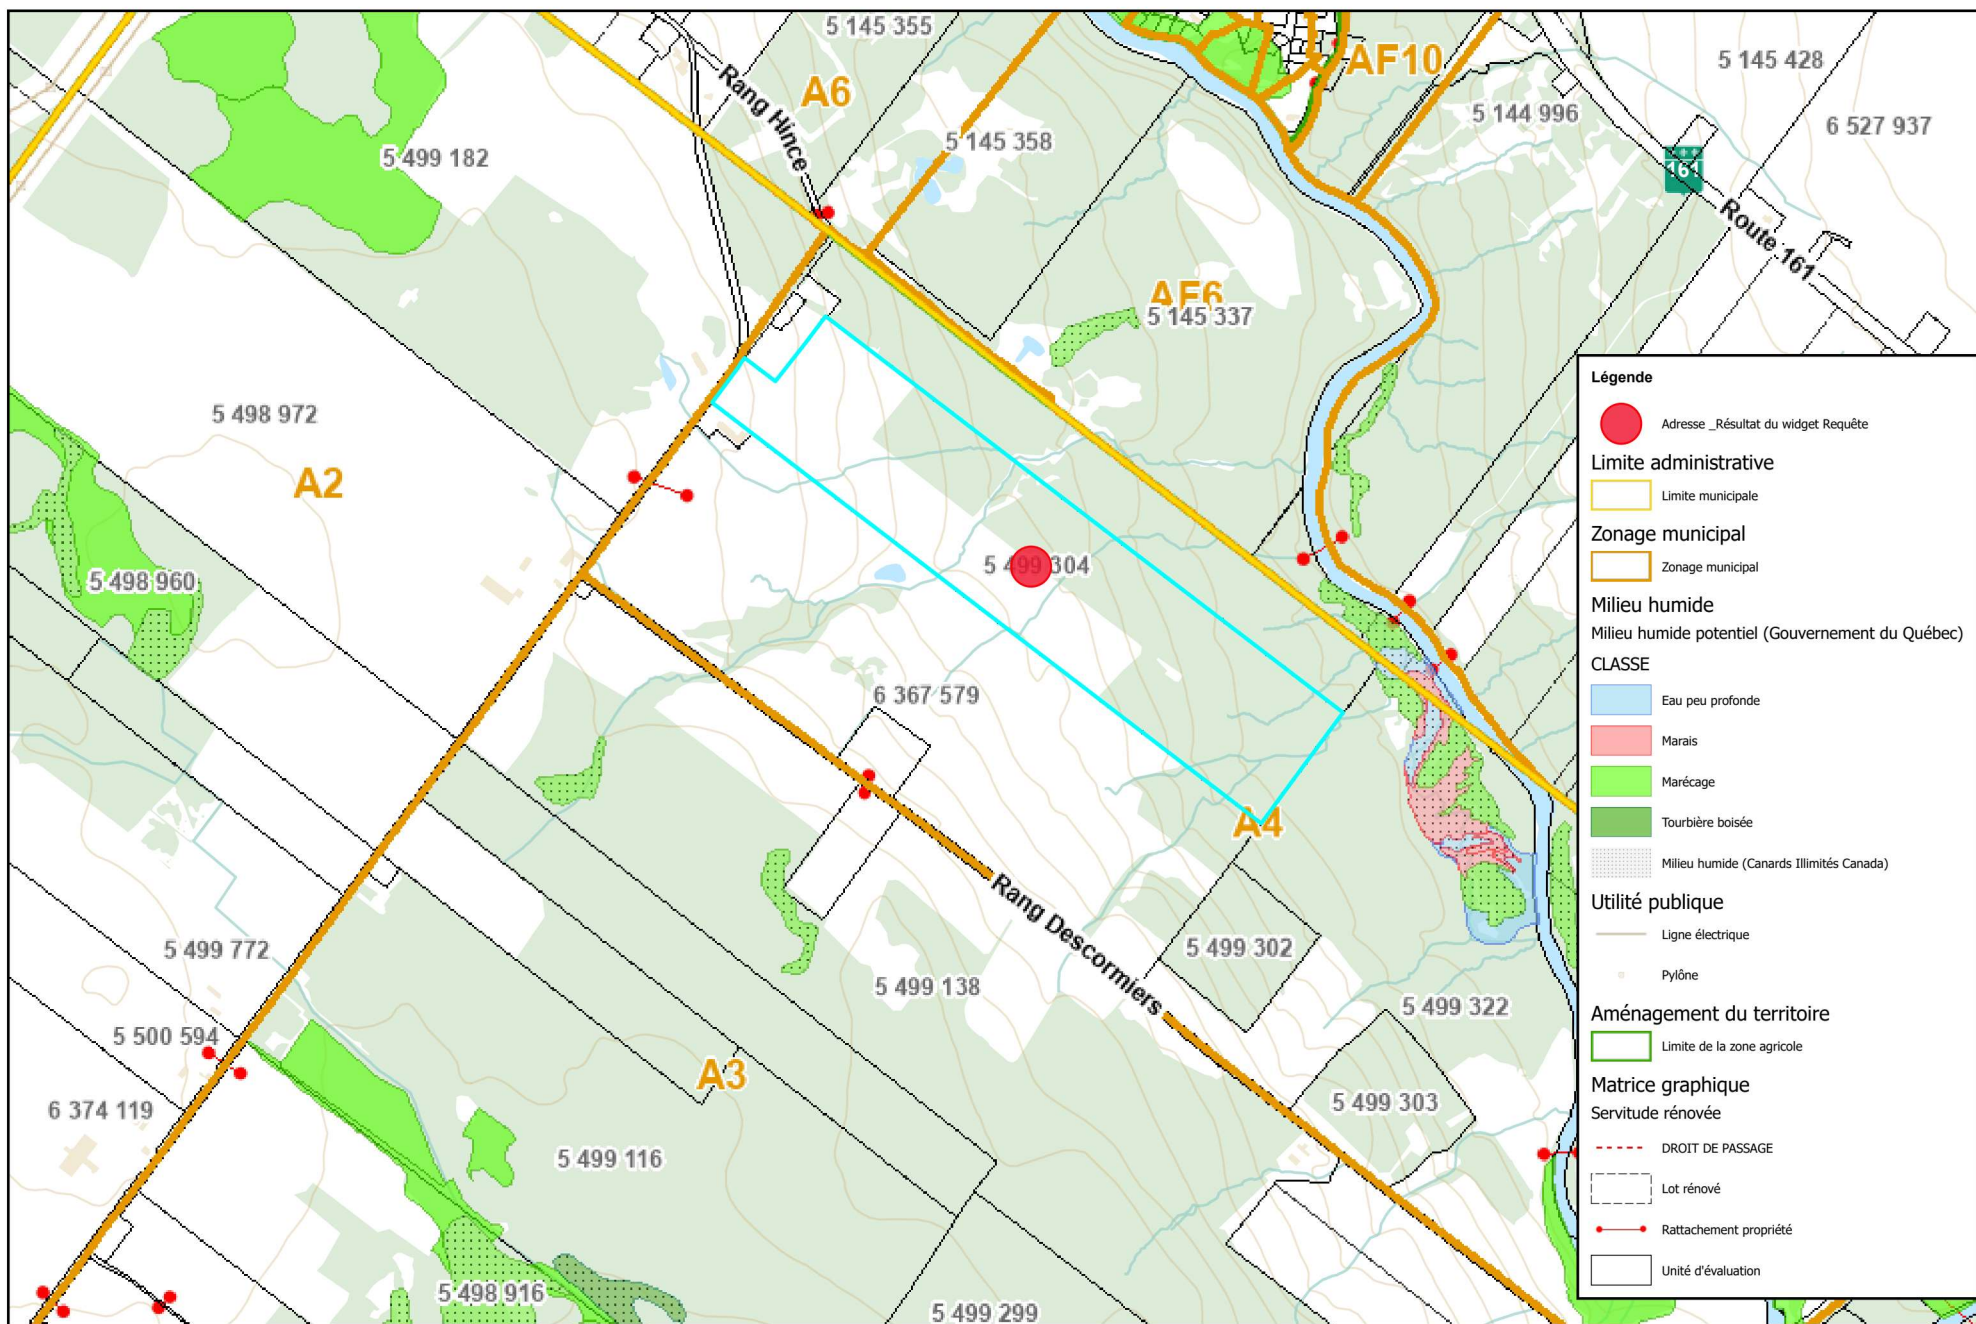 5 145 355
AF10
5 145 428
A6
Rang Hince
5 144 996
6 527 937
5 145 358
5 499 182
161
Route 161
AF6
5 145 337
5 498 972
A2
5 499 304
5 498 960
6 367 579
A4
Rang Descormiers
5 499 302
5 499 772
5 499 138
5 499 322
5 500 594
A3
6 374 119
5 499 303
5 499 116
5 498 916
5 499 299
Légende
Adresse _Résultat du widget Requête
Limite administrative
Limite municipale
Zonage municipal
Zonage municipal
Milieu humide
Milieu humide potentiel (Gouvernement du Québec)
CLASSE
Eau peu profonde
Marais
Marécage
Tourbière boisée
Milieu humide (Canards Illimités Canada)
Utilité publique
Ligne électrique
Pylône
Aménagement du territoire
Limite de la zone agricole
Matrice graphique
Servitude rénovée
DROIT DE PASSAGE
Lot rénové
Rattachement propriété
Unité d'évaluation